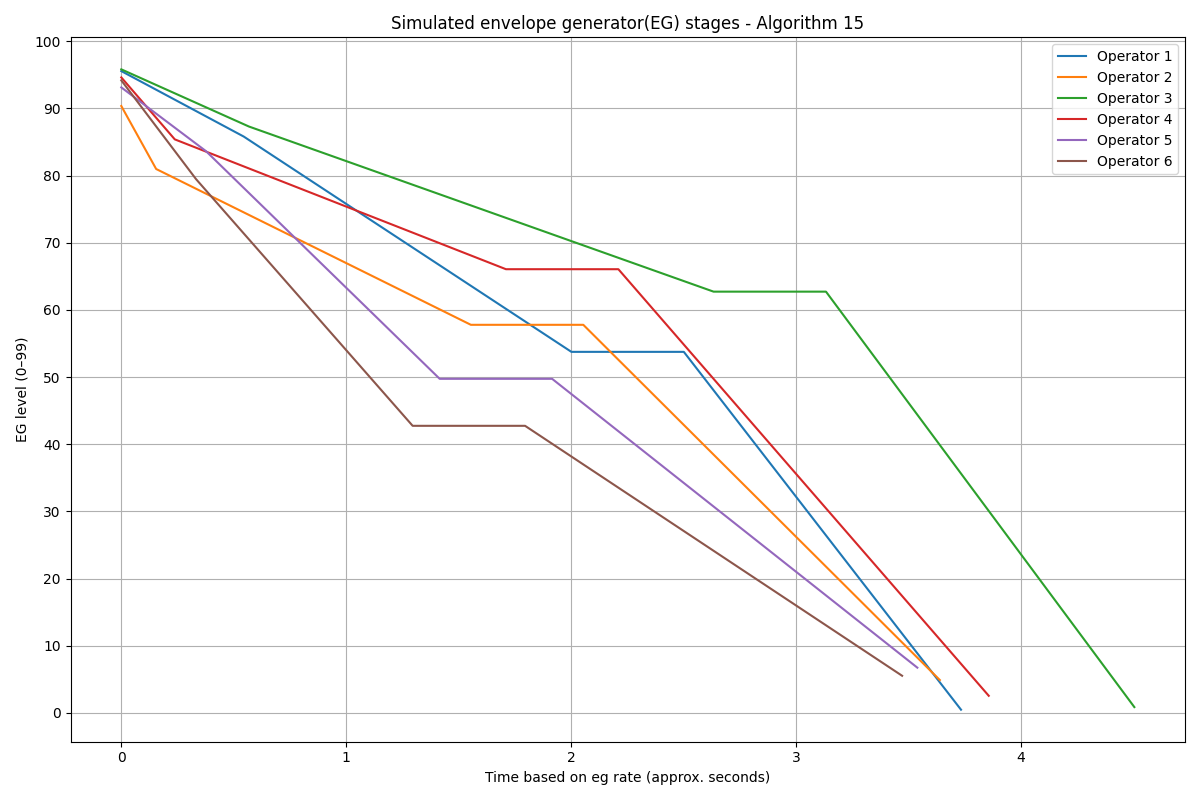 Simulated envelope generator(EG) stages - Algorithm 15
100
90
80
70
60
50
40
30
20
10
0
EG level (0–99)
0 1 2 3 4
Time based on eg rate (approx. seconds)
Operator 1
Operator 2
Operator 3
Operator 4
Operator 5
Operator 6